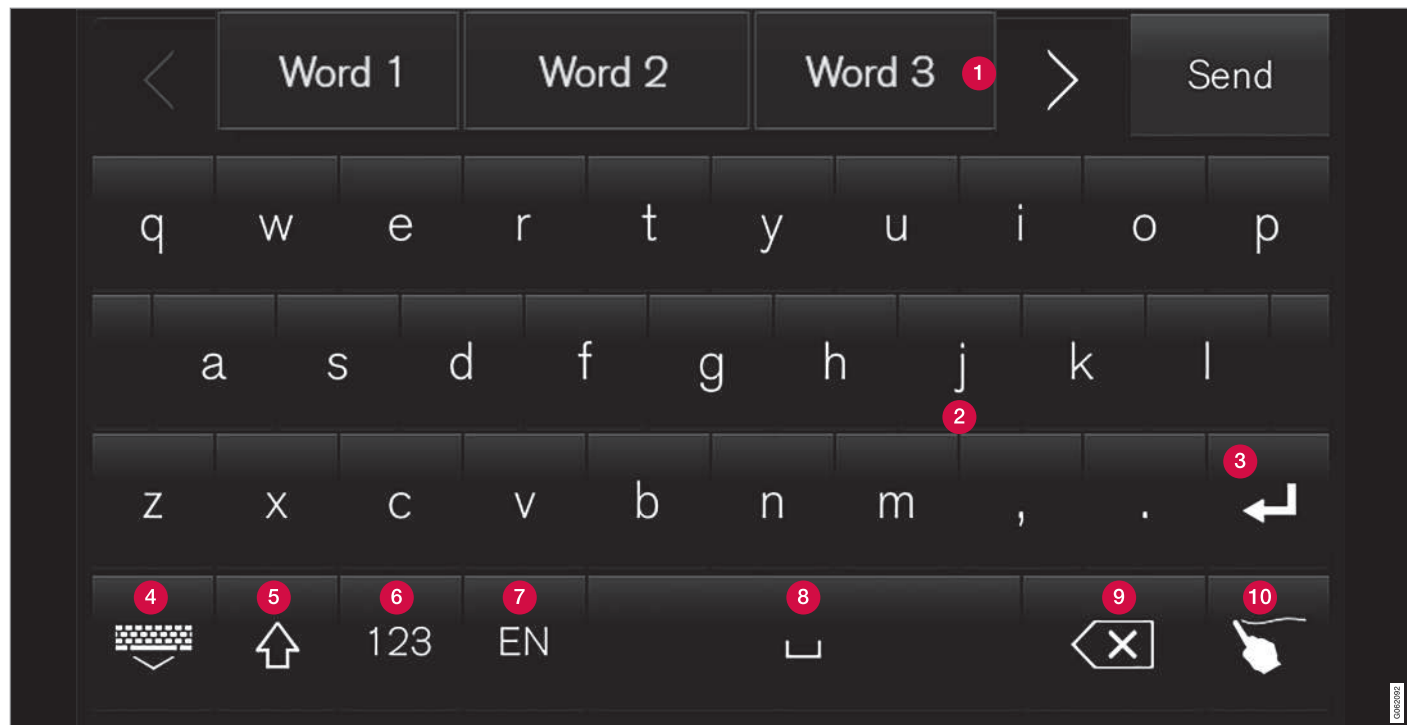 Word 1 Word 2 Word 3 1 Send
q w e r t y u i o p
a s d f g h j k l
2
3
z x c v b n m , .
4 5 6 7 8 9 10
123 EN
G062092